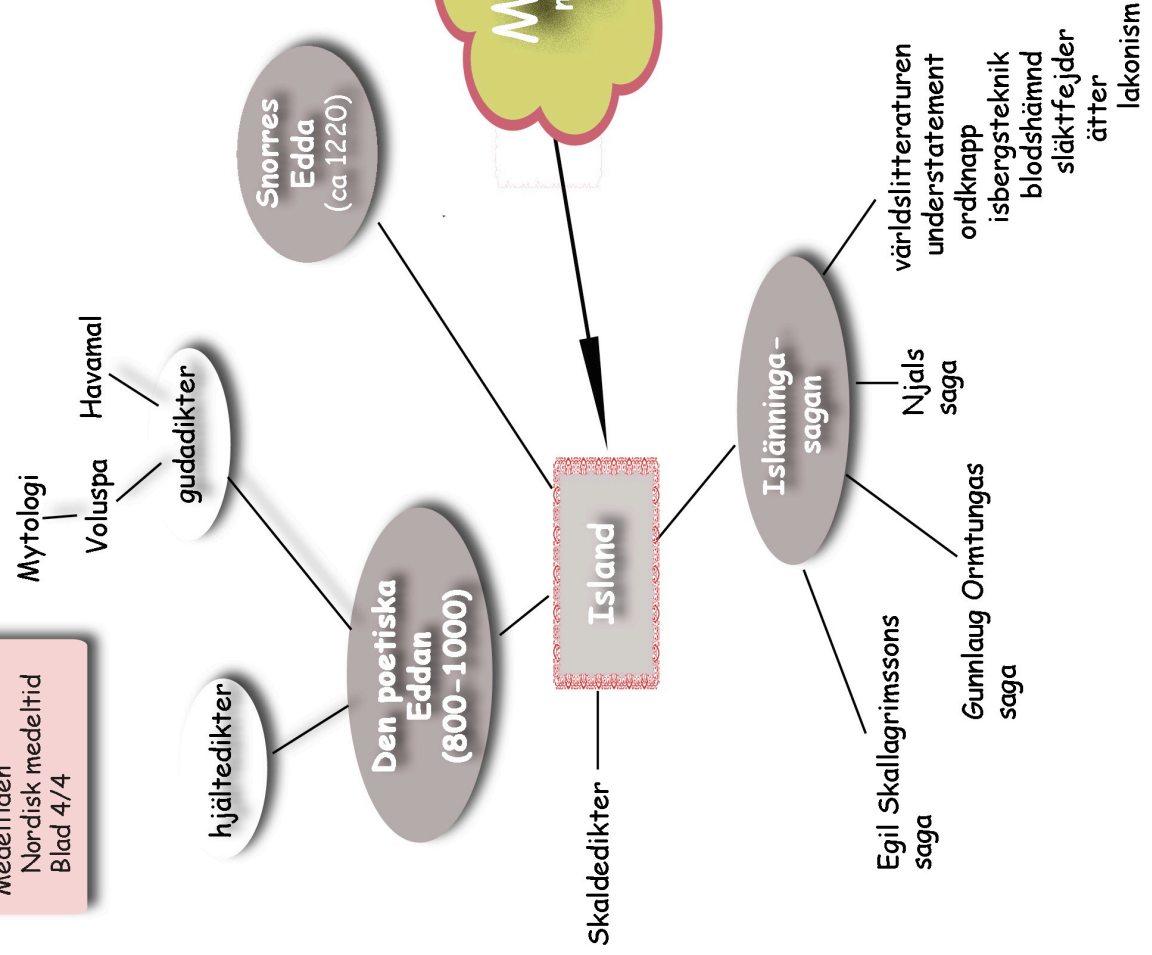 Medeltiden
Nordisk medeltid
Blad 4/4
Mytologi
Voluspa
Havamal
gudadikter
hjältedikter
Den poetiska
Eddan
(800-1000)
Snorres
Edda
(ca 1220)
Island
Skaldedikter
Islänninga-
sagan
Egil Skallagrimssons
saga
Gunnlaug Ormtungas
saga
Njals
saga
världslitteraturen
understatement
ordknapp
isbergsteknik
blodshämnd
släktfejder
ätter
lakonism